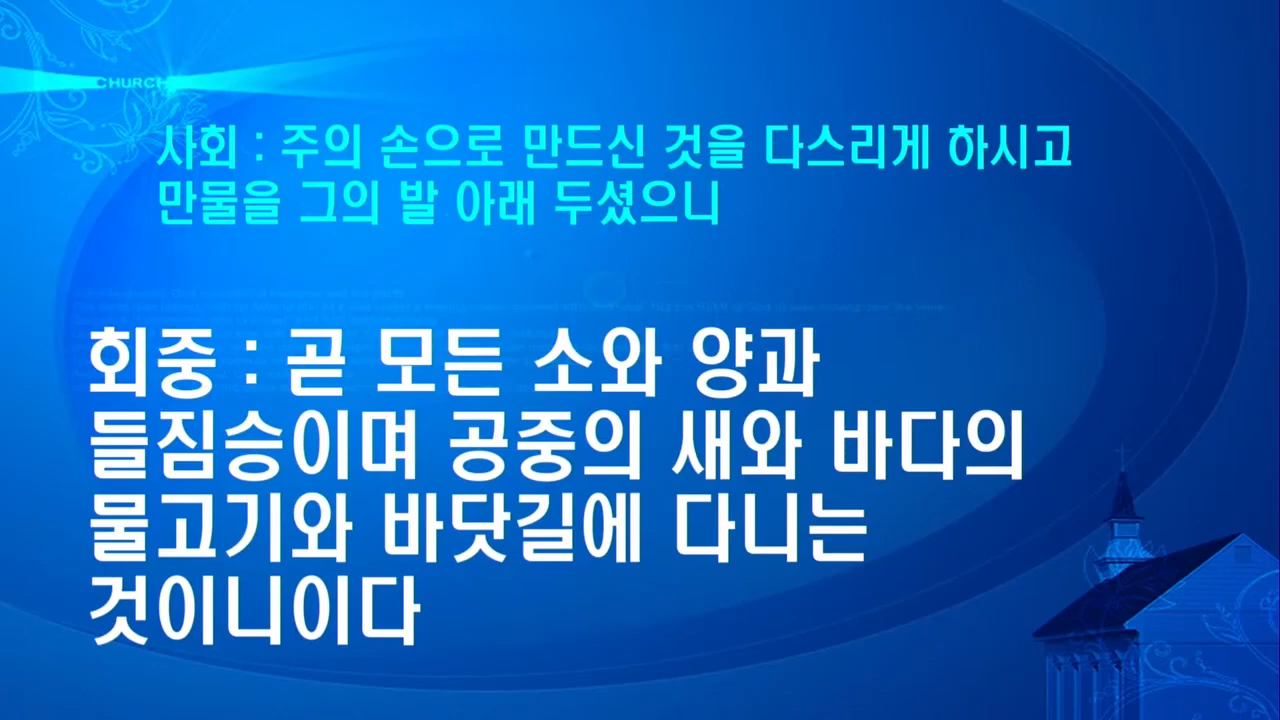 CHURCH
사회 : 주의 손으로 만드신 것을 다스리게 하시고
만물을 그의 발 아래 두셨으니
회중 : 곧 모든 소와 양과
들짐승이며 공중의 새와 바다의
물고기와 바닷길에 다니는
것이니이다